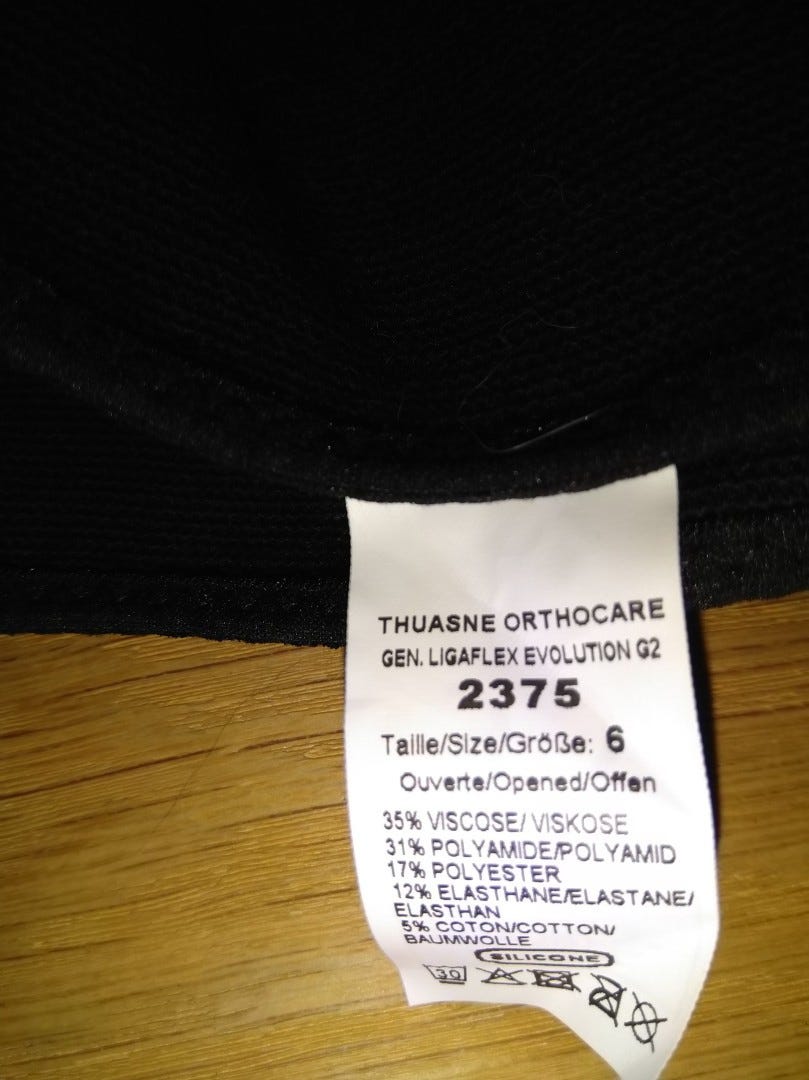 THUASNE ORTHOCARE
GEN. LIGAFLEX EVOLUTION G2
2375
Taille/Size/Größe: 6
Ouverte/Opened/Offen
35% VISCOSE/ VISKOSE
31% POLYAMIDE/POLYAMID
17% POLYESTER
12% ELASTHANE/ELASTANE/
ELASTHAN
5% COTON/COTTON/
BAUMWOLLE
SILICONE
30